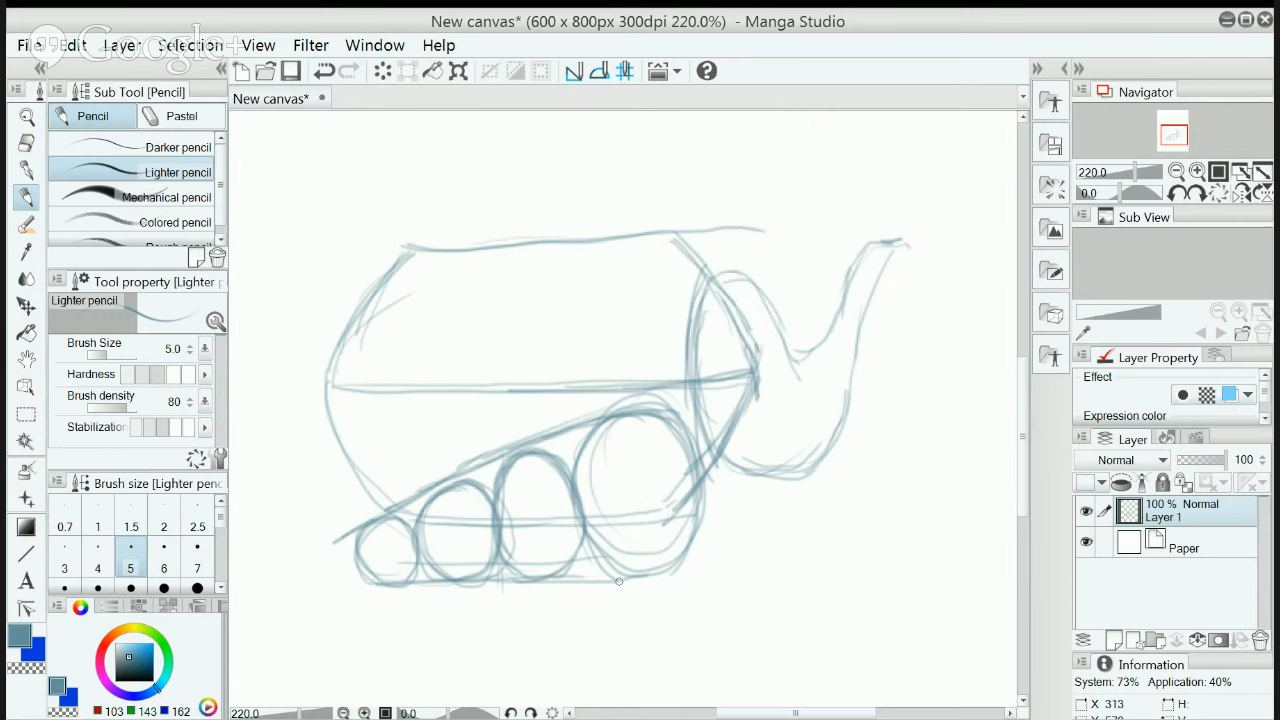 New canvas* (600 x 800px 300dpi 220.0%) - Manga Studio
File Edit Layer Selection View Filter Window Help
Google+
Sub Tool [Pencil]
New canvas*
Pencil Pastel
Darker pencil
Lighter pencil
Mechanical pencil
Colored pencil
Tool property [Lighter p
Lighter pencil
Brush Size 5.0
Hardness
Brush density 80
Stabilization
Brush size [Lighter penc
0.7 1 1.5 2 2.5
3 4 5 6 7
103 143 162
220.0 0.0
Navigator
220.0
0.0
Sub View
Layer Property
Effect
Expression color
Layer
Normal 100
100 % Normal
Layer 1
Paper
Information
System: 73% Application: 40%
X 313 H: